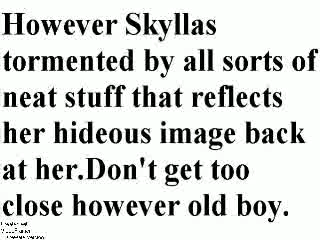 However Skyllas
tormented by all sorts of
neat stuff that reflects
her hideous image back
at her.Don't get too
close however old boy.